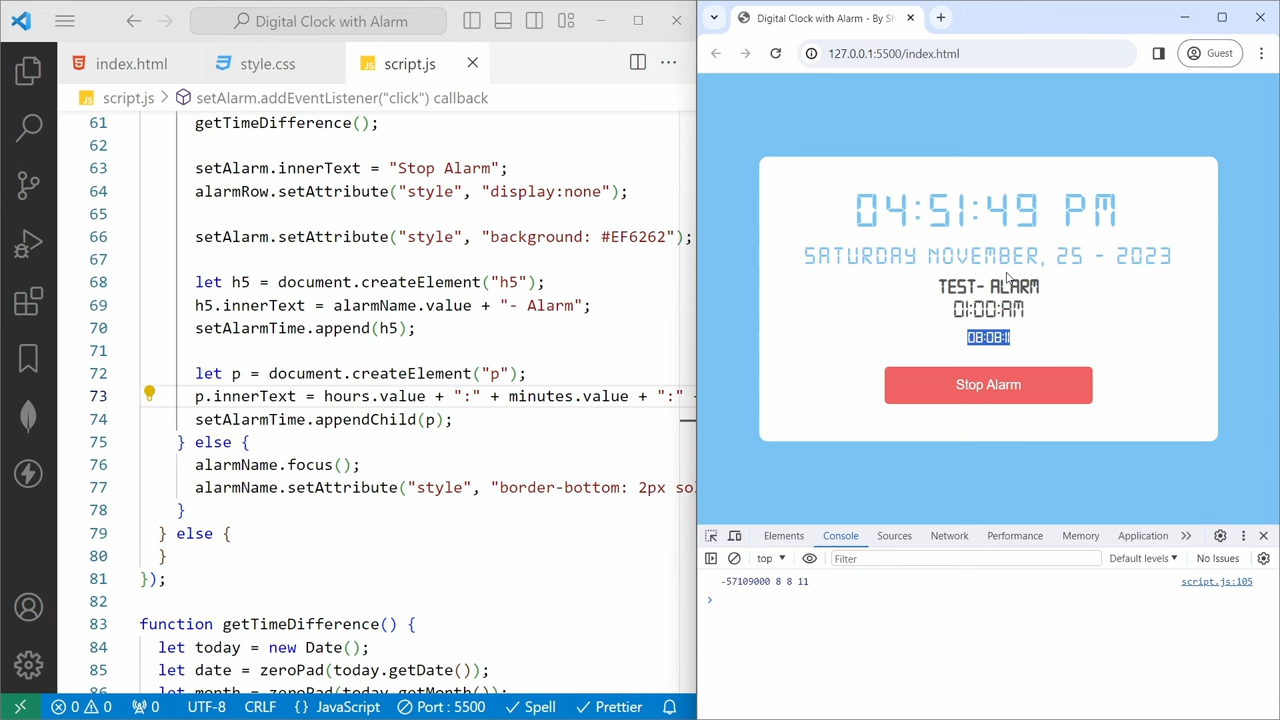 Digital Clock with Alarm
index.html
style.css
script.js
script.js > setAlarm.addEventListener("click") callback
61 getTimeDifference();
62
63 setAlarm.innerText = "Stop Alarm";
64 alarmRow.setAttribute("style", "display:none");
65
66 setAlarm.setAttribute("style", "background: #EF6262");
67
68 let h5 = document.createElement("h5");
69 h5.innerText = alarmName.value + "- Alarm";
70 setAlarmTime.append(h5);
71
72 let p = document.createElement("p");
73 p.innerText = hours.value + ":" + minutes.value + ":" +
74 setAlarmTime.appendChild(p);
75 } else {
76 alarmName.focus();
77 alarmName.setAttribute("style", "border-bottom: 2px so
78 }
79 } else {
80 }
81 });
82
83 function getTimeDifference() {
84 let today = new Date();
85 let date = zeroPad(today.getDate());
86 let month = zeroPad(today.getMonth());
0 0 0 UTF-8 CRLF {} JavaScript Port : 5500 Spell Prettier
Digital Clock with Alarm - By Sh
127.0.0.1:5500/index.html
Guest
04:51:49 PM
SATURDAY NOVEMBER, 25 - 2023
TEST- ALARM
01:00:AM
08:08:11
Stop Alarm
Elements Console Sources Network Performance Memory Application
top Filter Default levels No Issues
-57109000 8 8 11 script.js:105